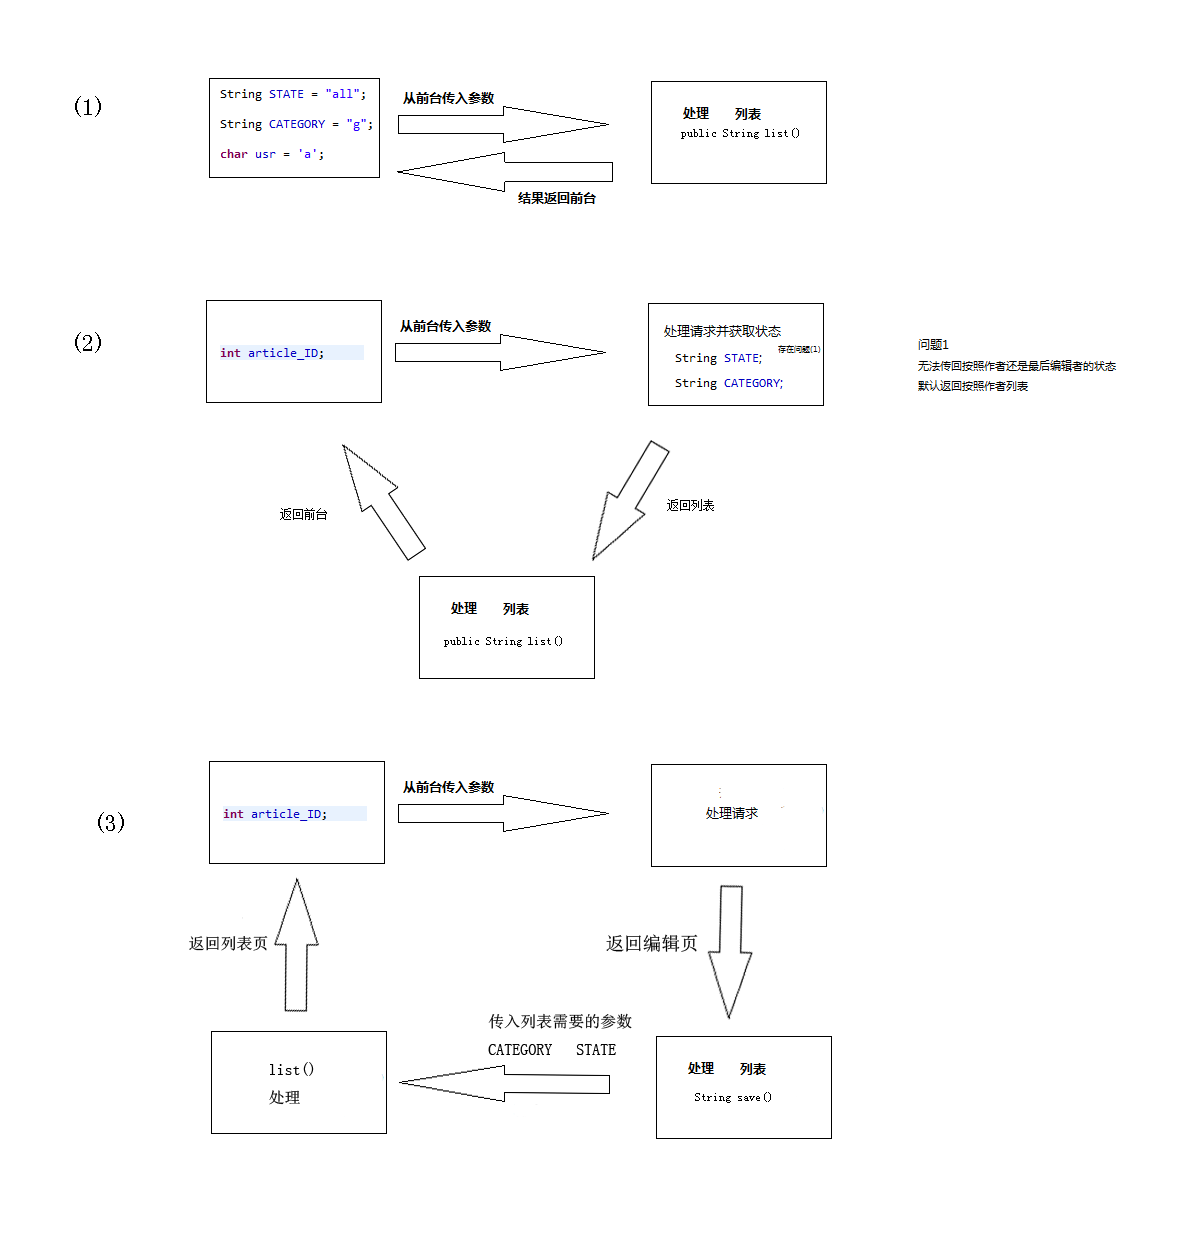 (1)
String STATE = "all";
String CATEGORY = "g";
char usr = 'a';
从前台传入参数
结果返回前台
处理 列表
public String list()
(2)
int article_ID;
从前台传入参数
处理请求并获取状态
存在问题(1)
String STATE;
String CATEGORY;
问题1
无法传回按照作者还是最后编辑者的状态
默认返回按照作者列表
返回前台
返回列表
处理 列表
public String list()
(3)
int article_ID;
从前台传入参数
处理请求
返回列表页
返回编辑页
传入列表需要的参数
CATEGORY STATE
list()
处理
处理 列表
String save()